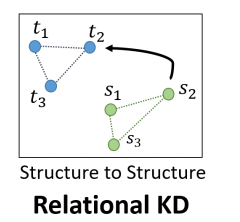 t₁ t₂
t₃
s₁ s₂
s₃
Structure to Structure
Relational KD